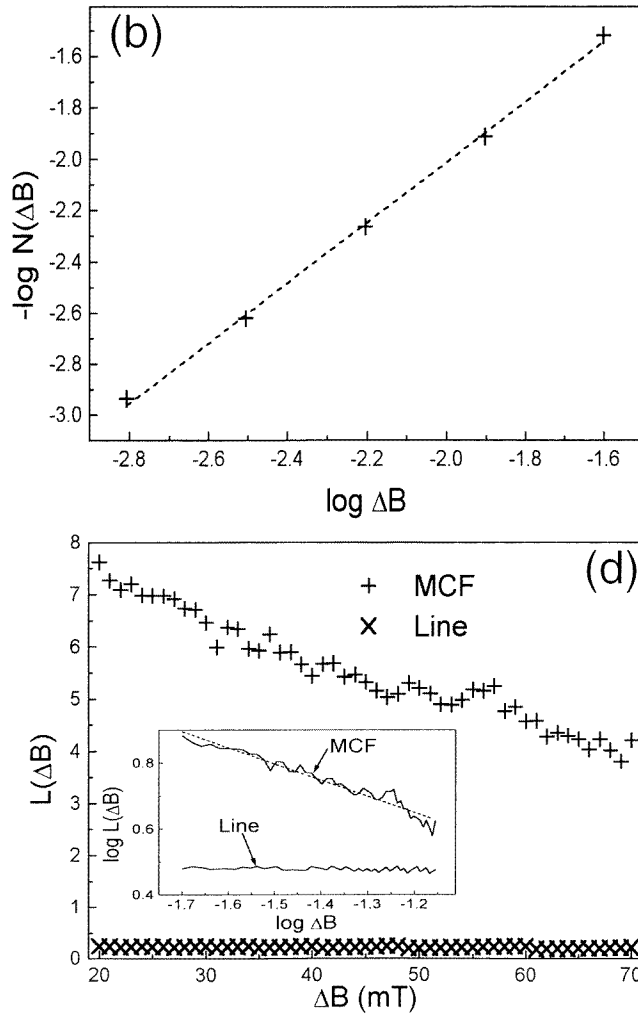 (b)
-log N(ΔB)
-1.6
-1.8
-2.0
-2.2
-2.4
-2.6
-2.8
-3.0
-2.8 -2.6 -2.4 -2.2 -2.0 -1.8 -1.6
log ΔB
(d)
+ MCF
× Line
L(ΔB)
8
7
6
5
4
3
2
1
0
log L(ΔB)
0.8
0.6
0.4
MCF
Line
-1.7 -1.6 -1.5 -1.4 -1.3 -1.2
log ΔB
20 30 40 50 60 70
ΔB (mT)